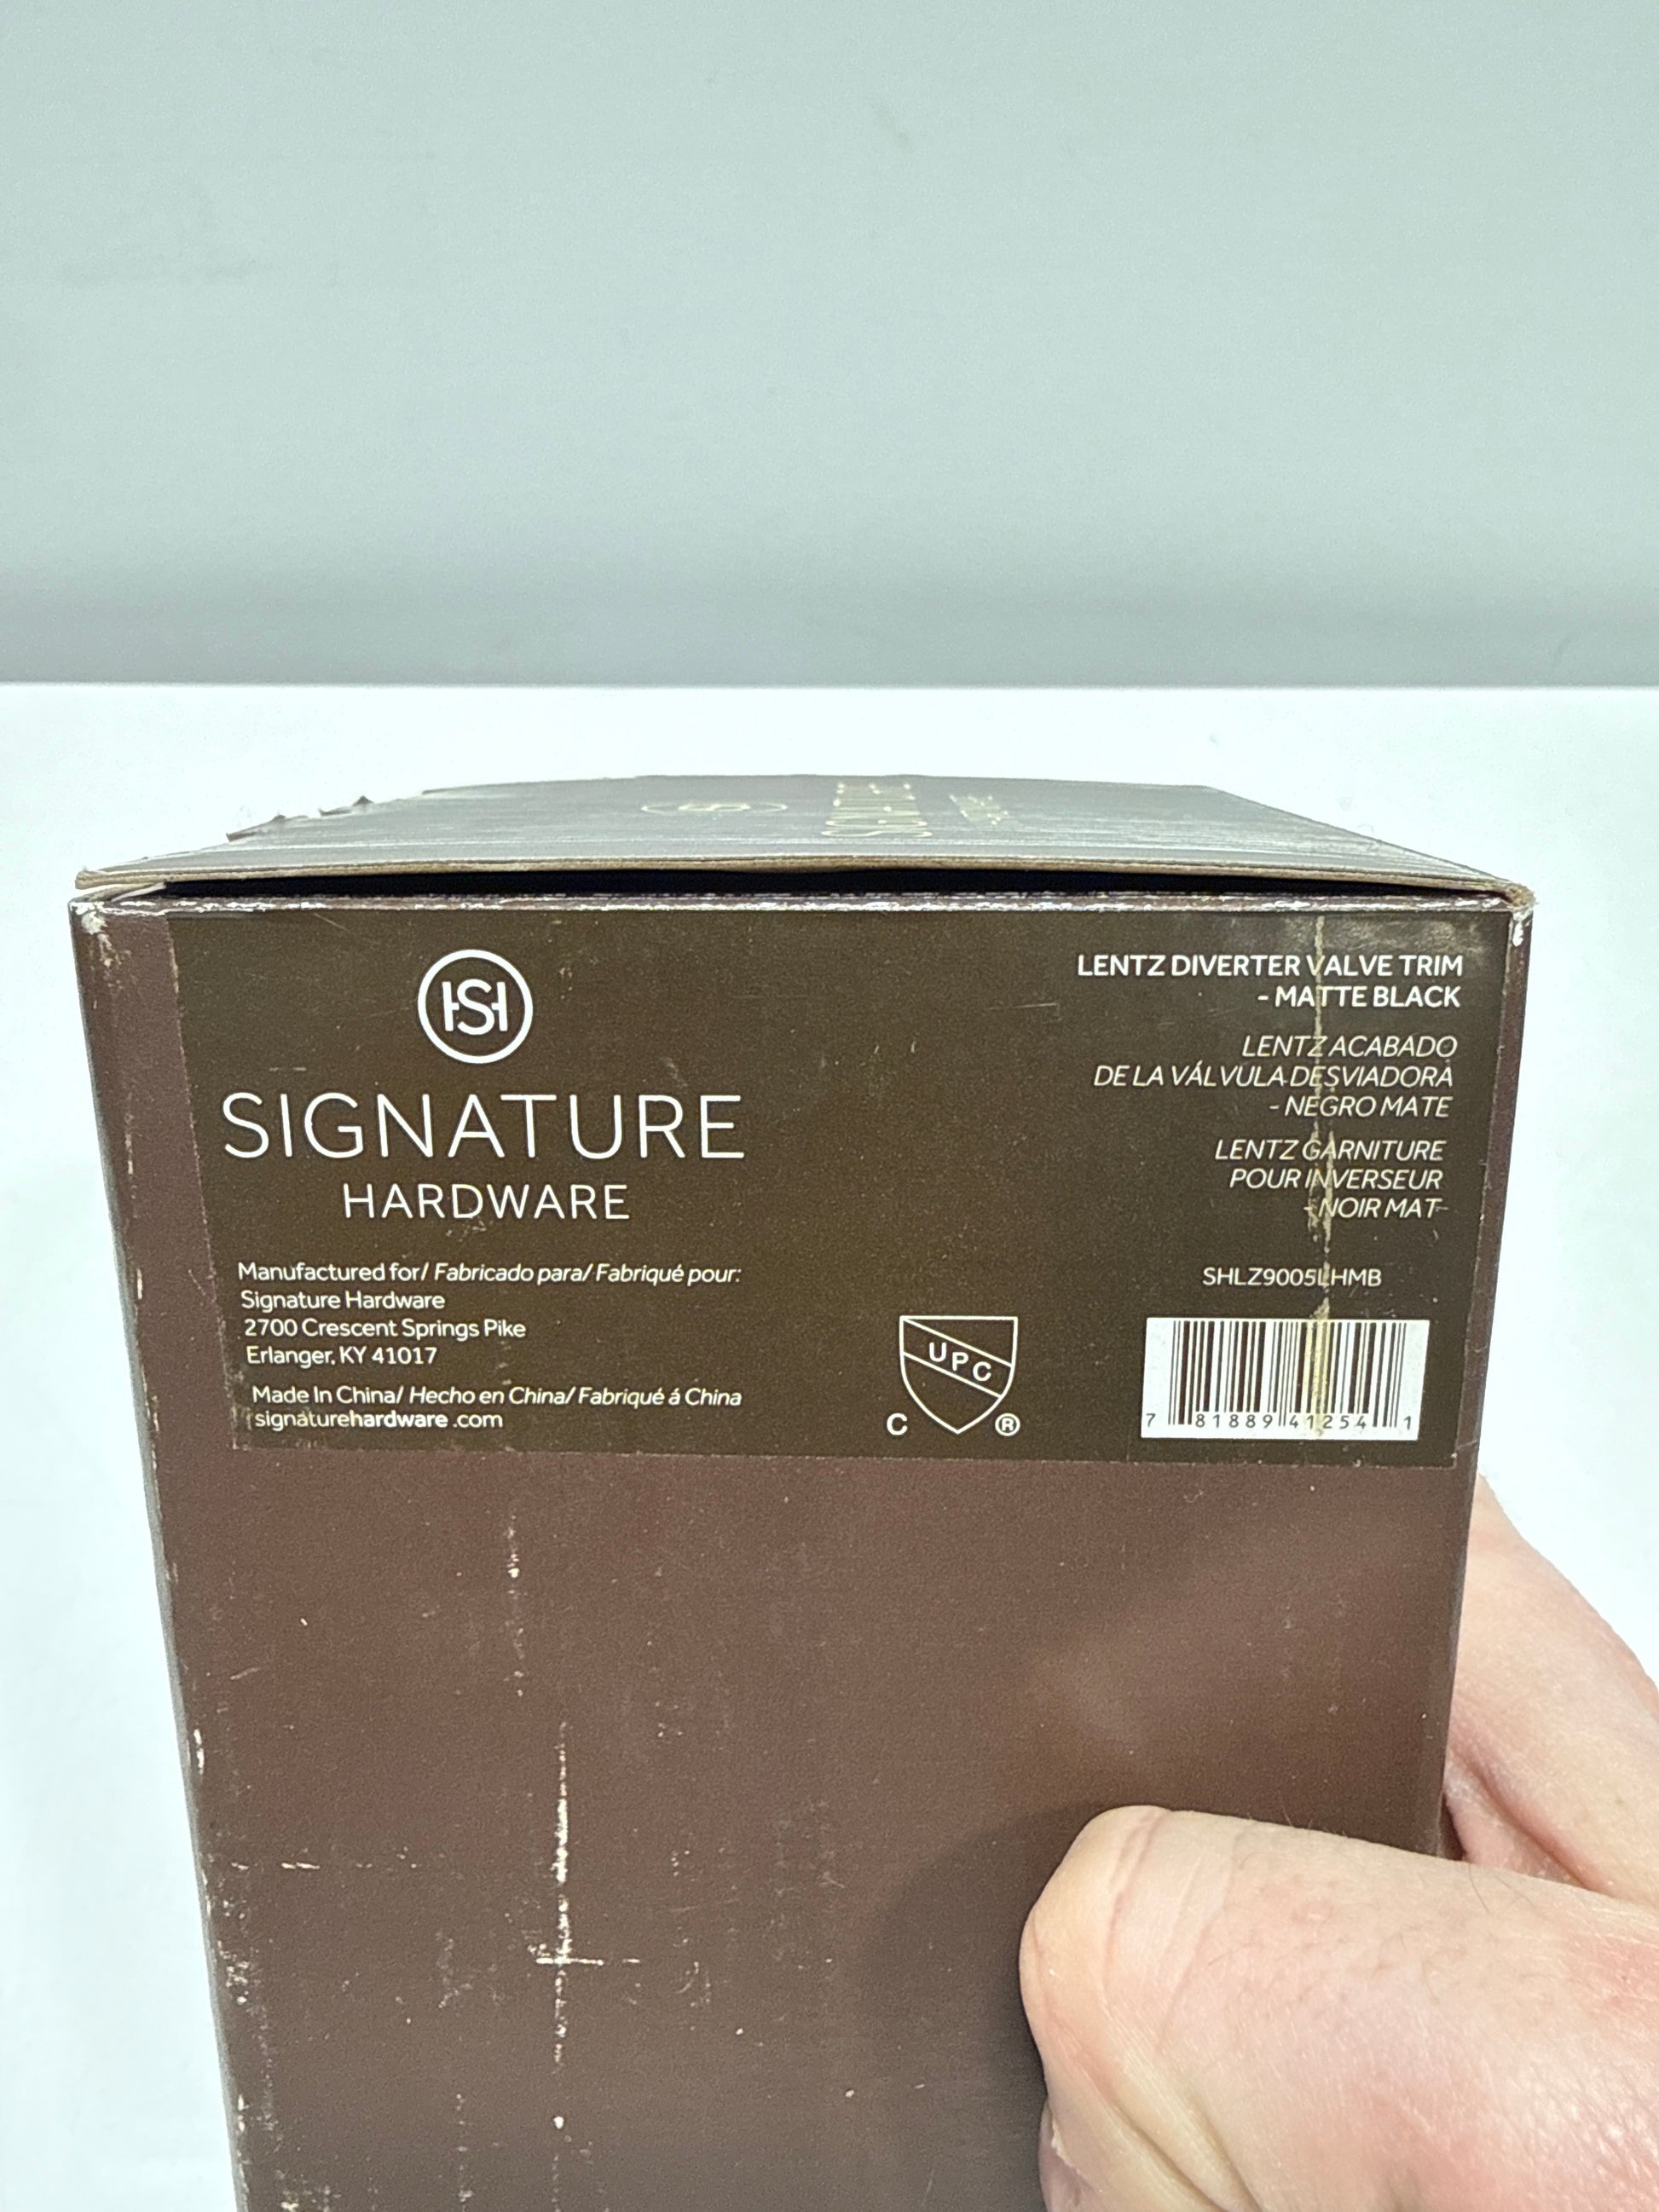 SH
SIGNATURE
HARDWARE
Manufactured for/ Fabricado para/ Fabriqué pour:
Signature Hardware
2700 Crescent Springs Pike
Erlanger, KY 41017
Made In China/ Hecho en China/ Fabriqué á China
signaturehardware .com
LENTZ DIVERTER VALVE TRIM
- MATTE BLACK
LENTZ ACABADO
DE LA VÁLVULA DESVIADORA
- NEGRO MATE
LENTZ GARNITURE
POUR INVERSEUR
- NOIR MAT-
SHLZ9005LHMB
UPC
C ®
7 81889 41254 1